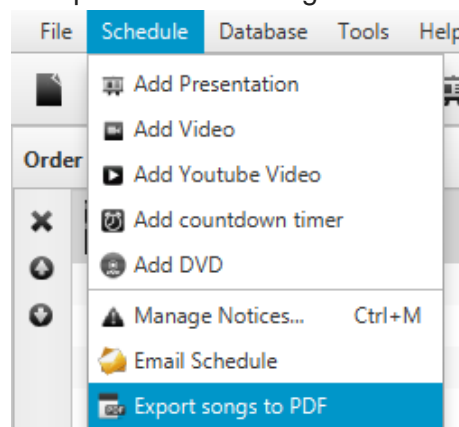 File Schedule Database Tools Help
Add Presentation
Add Video
Order
Add Youtube Video
Add countdown timer
Add DVD
Manage Notices... Ctrl+M
Email Schedule
Export songs to PDF